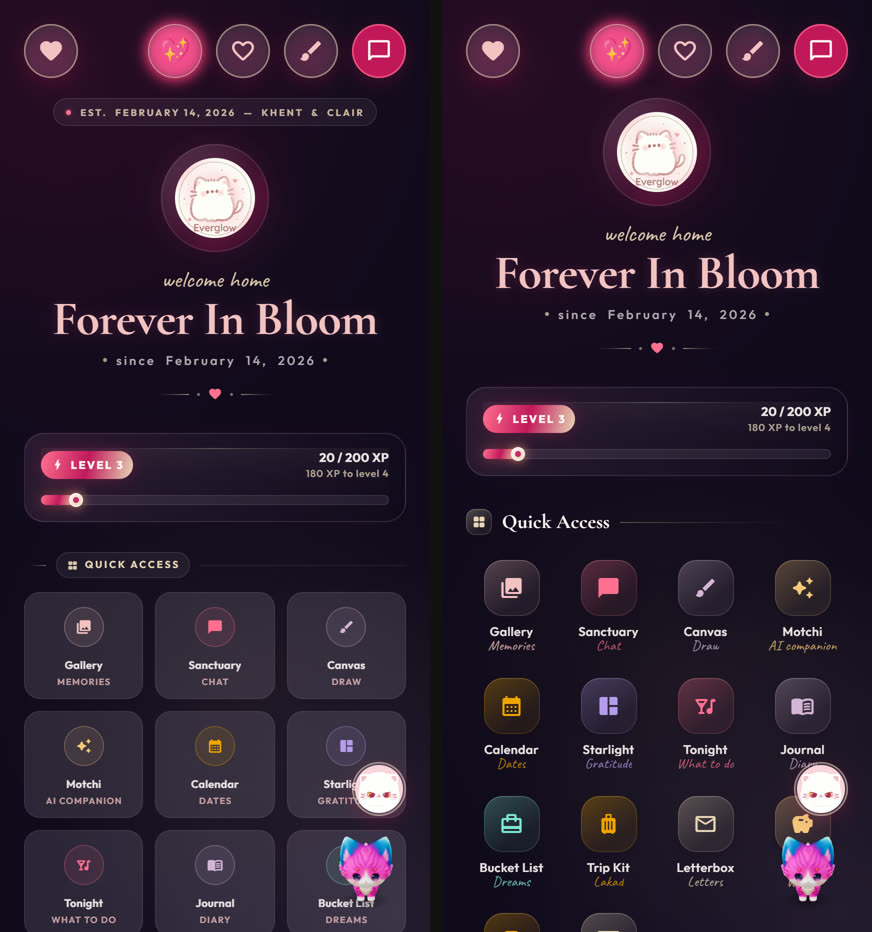 EST. FEBRUARY 14, 2026 — KHENT & CLAIR
Everglow
welcome home
Forever In Bloom
• since February 14, 2026 •
LEVEL 3
20 / 200 XP
180 XP to level 4
QUICK ACCESS
Gallery
MEMORIES
Sanctuary
CHAT
Canvas
DRAW
Motchi
AI COMPANION
Calendar
DATES
Tonight
WHAT TO DO
Journal
DIARY
Bucket List
DREAMS
Everglow
welcome home
Forever In Bloom
• since February 14, 2026 •
LEVEL 3
20 / 200 XP
180 XP to level 4
Quick Access
Gallery
Memories
Sanctuary
Chat
Canvas
Draw
Motchi
AI companion
Calendar
Dates
Starlight
Gratitude
Tonight
What to do
Journal
Diary
Bucket List
Dreams
Trip Kit
Lakad
Letterbox
Letters